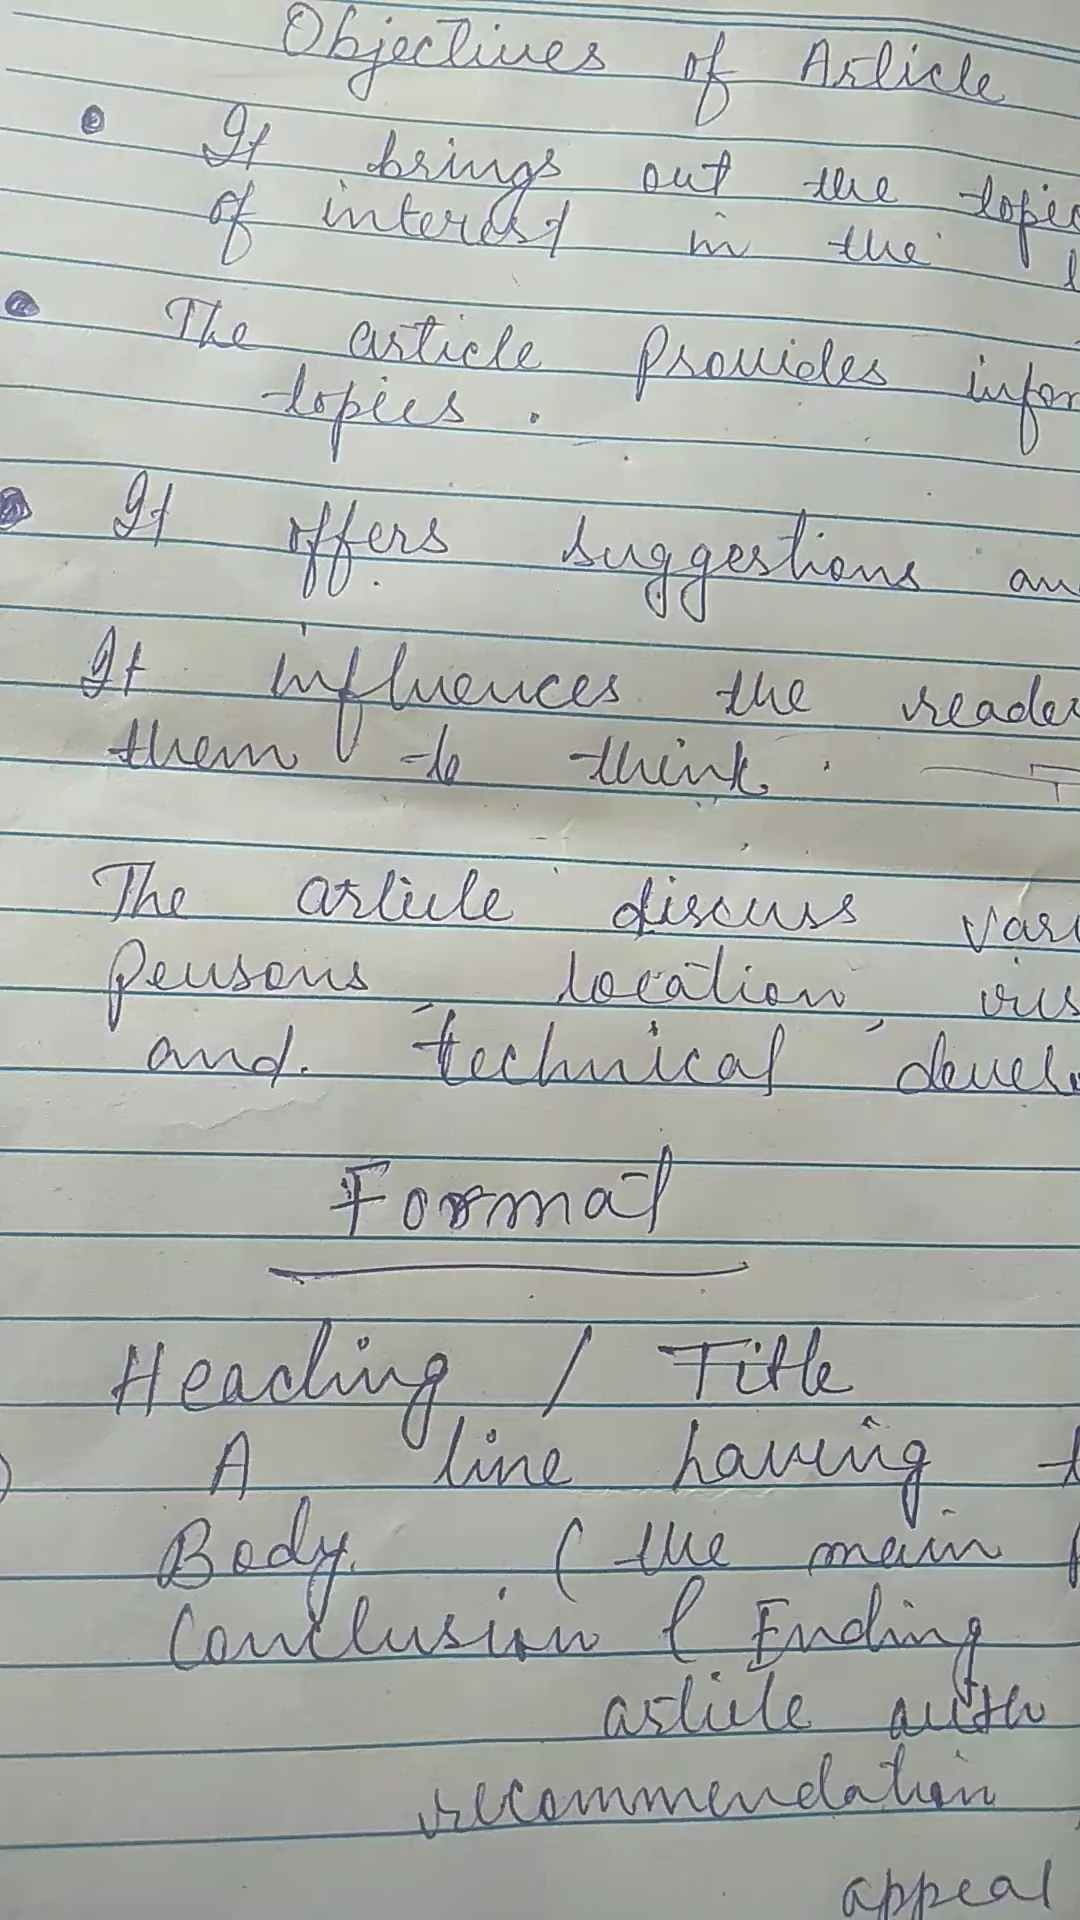 Objectives of Article
• It brings out the topic
of interest in the
• The article Provides infor
topics.
• It offers suggestions an
It influences the reader
them to think.
The article discuss vari
persons, location,
and technical devel
Format
Heading / Title
A line having t
Body. (the main
Conclusion ( Ending
article with
recommendation
appeal